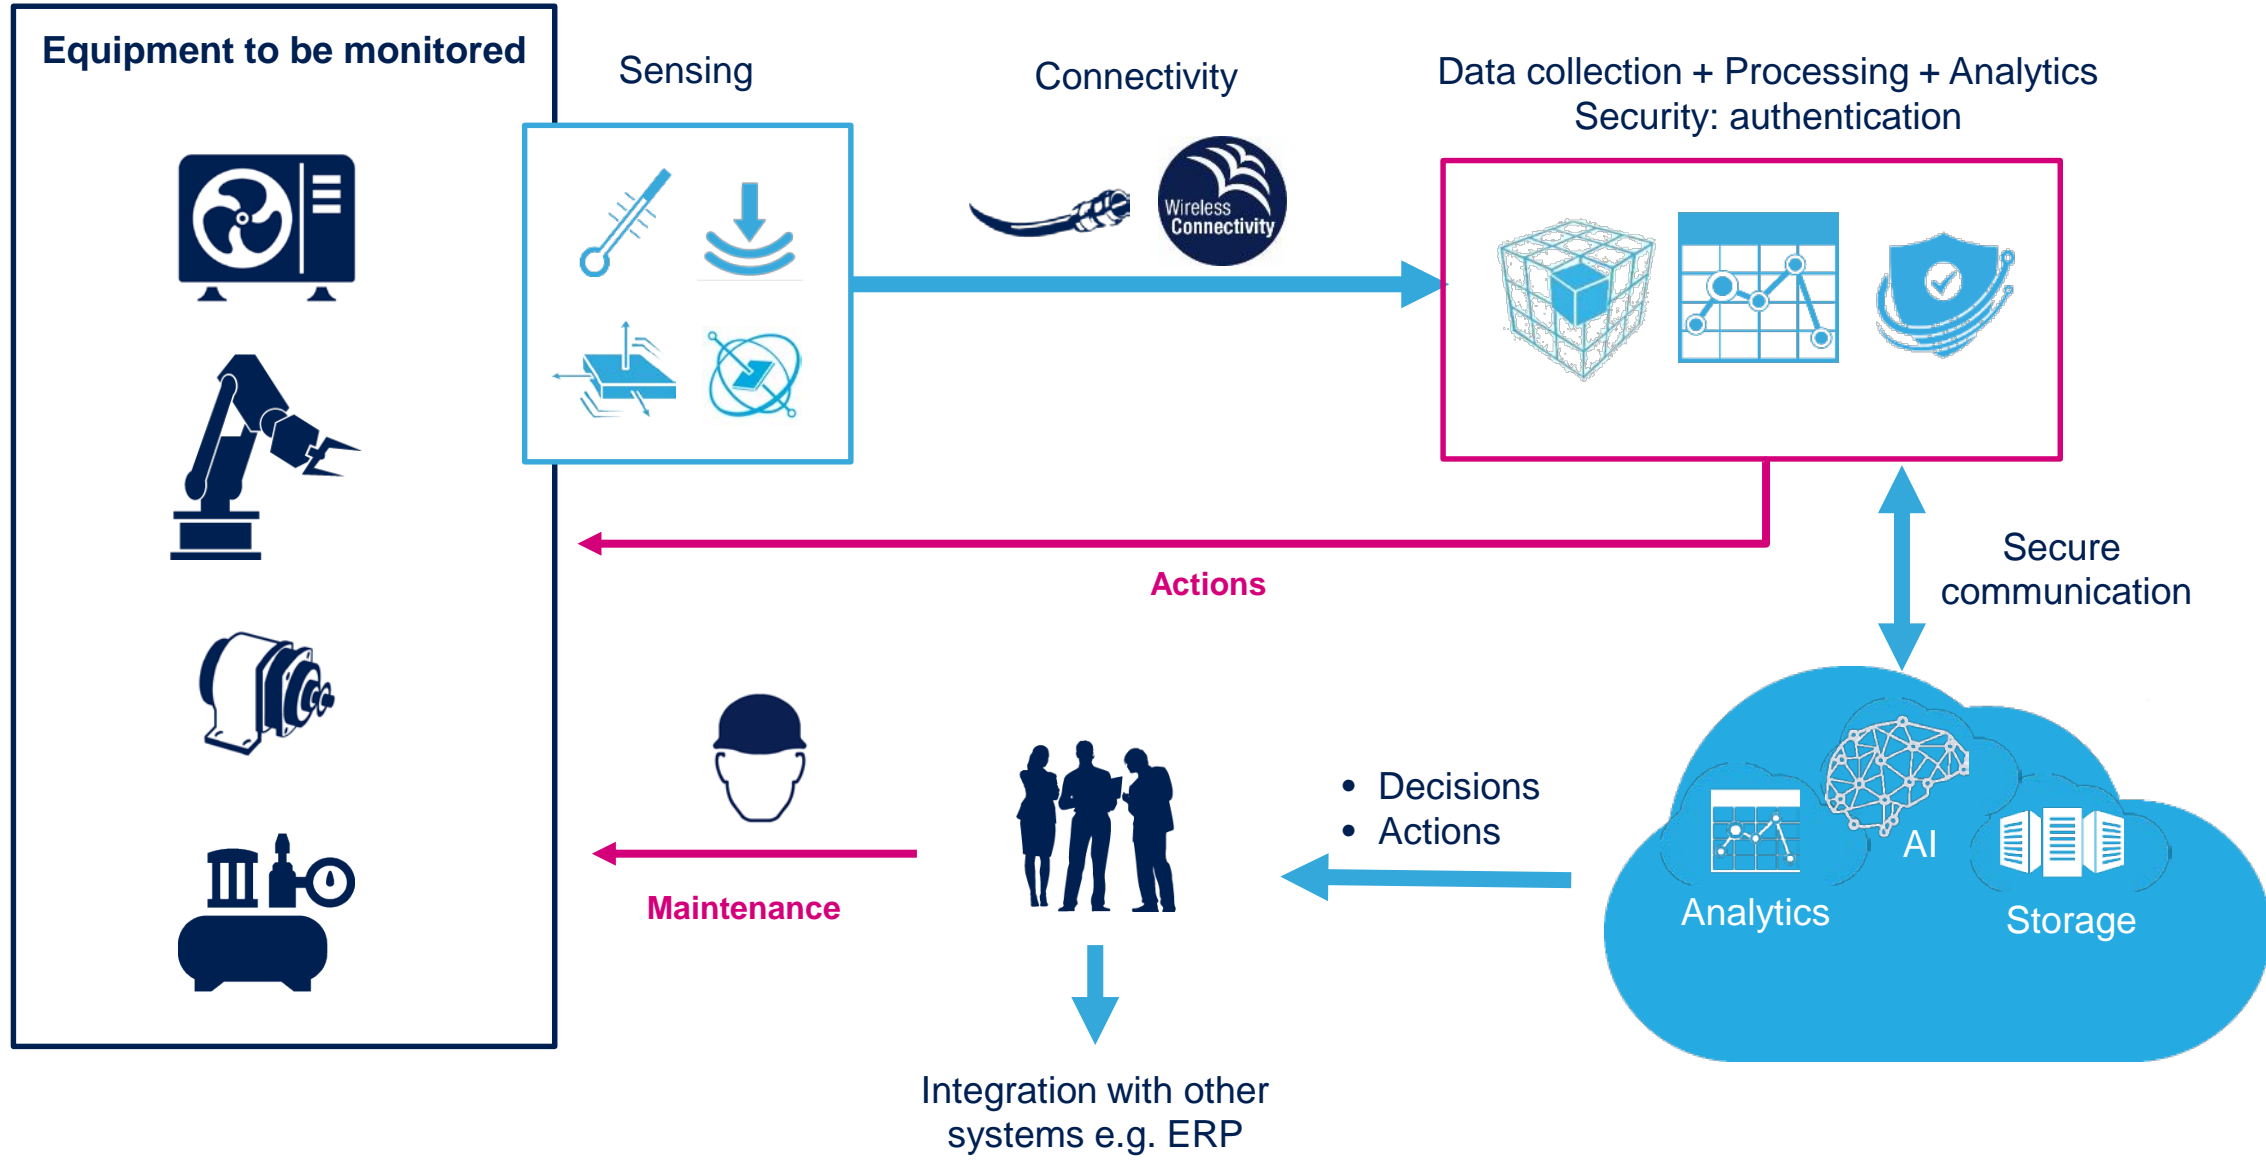 Equipment to be monitored
Sensing
Connectivity
Data collection + Processing + Analytics
Security: authentication
Wireless
Connectivity
Actions
Secure
communication
• Decisions
• Actions
Maintenance
AI
Analytics
Storage
Integration with other
systems e.g. ERP